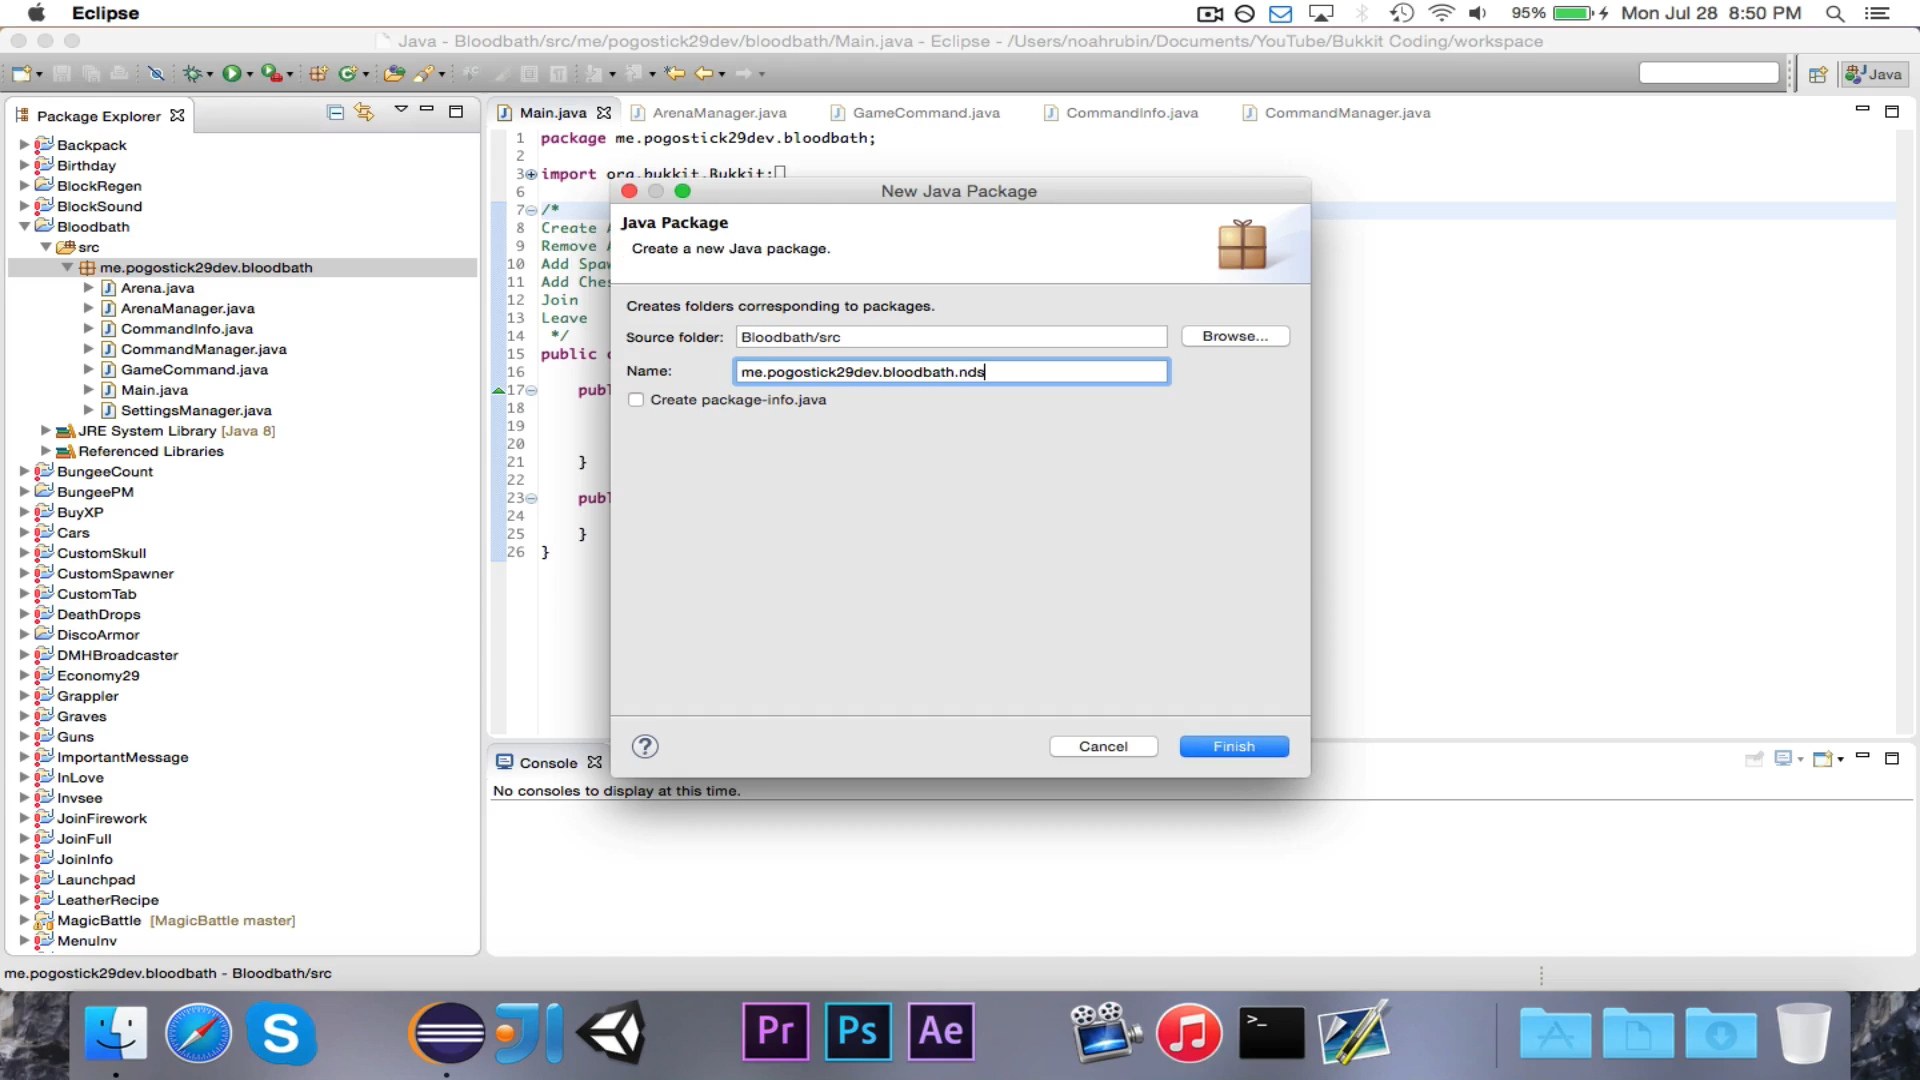 Eclipse
95%
Mon Jul 28 8:50 PM
Java - Bloodbath/src/me/pogostick29dev/bloodbath/Main.java - Eclipse - /Users/noahrubin/Documents/YouTube/Bukkit Coding/workspace
Java
Package Explorer
Backpack
Birthday
BlockRegen
BlockSound
Bloodbath
src
me.pogostick29dev.bloodbath
Arena.java
ArenaManager.java
CommandInfo.java
CommandManager.java
GameCommand.java
Main.java
SettingsManager.java
JRE System Library [Java 8]
Referenced Libraries
BungeeCount
BungeePM
BuyXP
Cars
CustomSkull
CustomSpawner
CustomTab
DeathDrops
DiscoArmor
DMHBroadcaster
Economy29
Grappler
Graves
Guns
ImportantMessage
InLove
Invsee
JoinFirework
JoinFull
JoinInfo
Launchpad
LeatherRecipe
MagicBattle [MagicBattle master]
MenuInv
Main.java
ArenaManager.java
GameCommand.java
CommandInfo.java
CommandManager.java
1 package me.pogostick29dev.bloodbath;
2
3 import org.bukkit.Bukkit;
6
7 /*
8 Create A
9 Remove A
10 Add Spaw
11 Add Ches
12 Join
13 Leave
14 */
15 public c
16
17 publ
18
19
20
21 }
22
23 publ
24
25 }
26 }
New Java Package
Java Package
Create a new Java package.
Creates folders corresponding to packages.
Source folder: Bloodbath/src
Browse...
Name: me.pogostick29dev.bloodbath.nds
Create package-info.java
?
Cancel
Finish
Console
No consoles to display at this time.
me.pogostick29dev.bloodbath - Bloodbath/src
S
Pr
Ps
Ae
>_